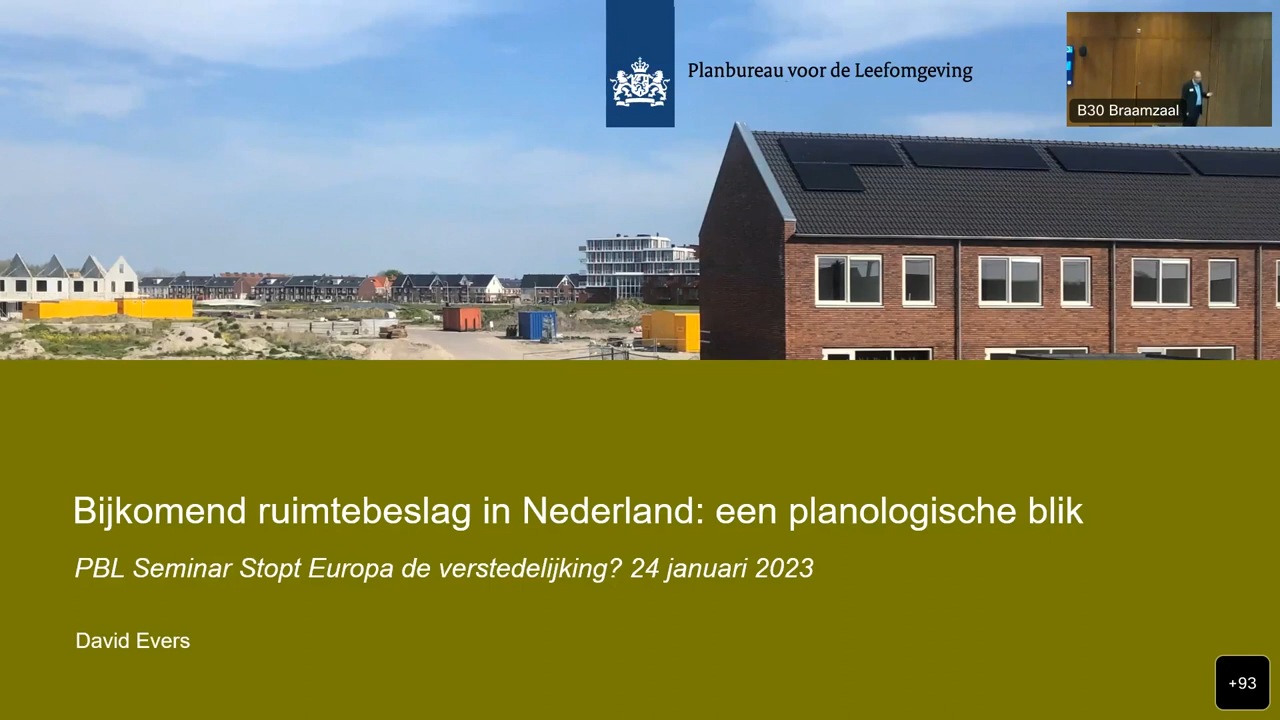 Planbureau voor de Leefomgeving
B30 Braamzaal
Bijkomend ruimtebeslag in Nederland: een planologische blik
PBL Seminar Stopt Europa de verstedelijking? 24 januari 2023
David Evers
+93